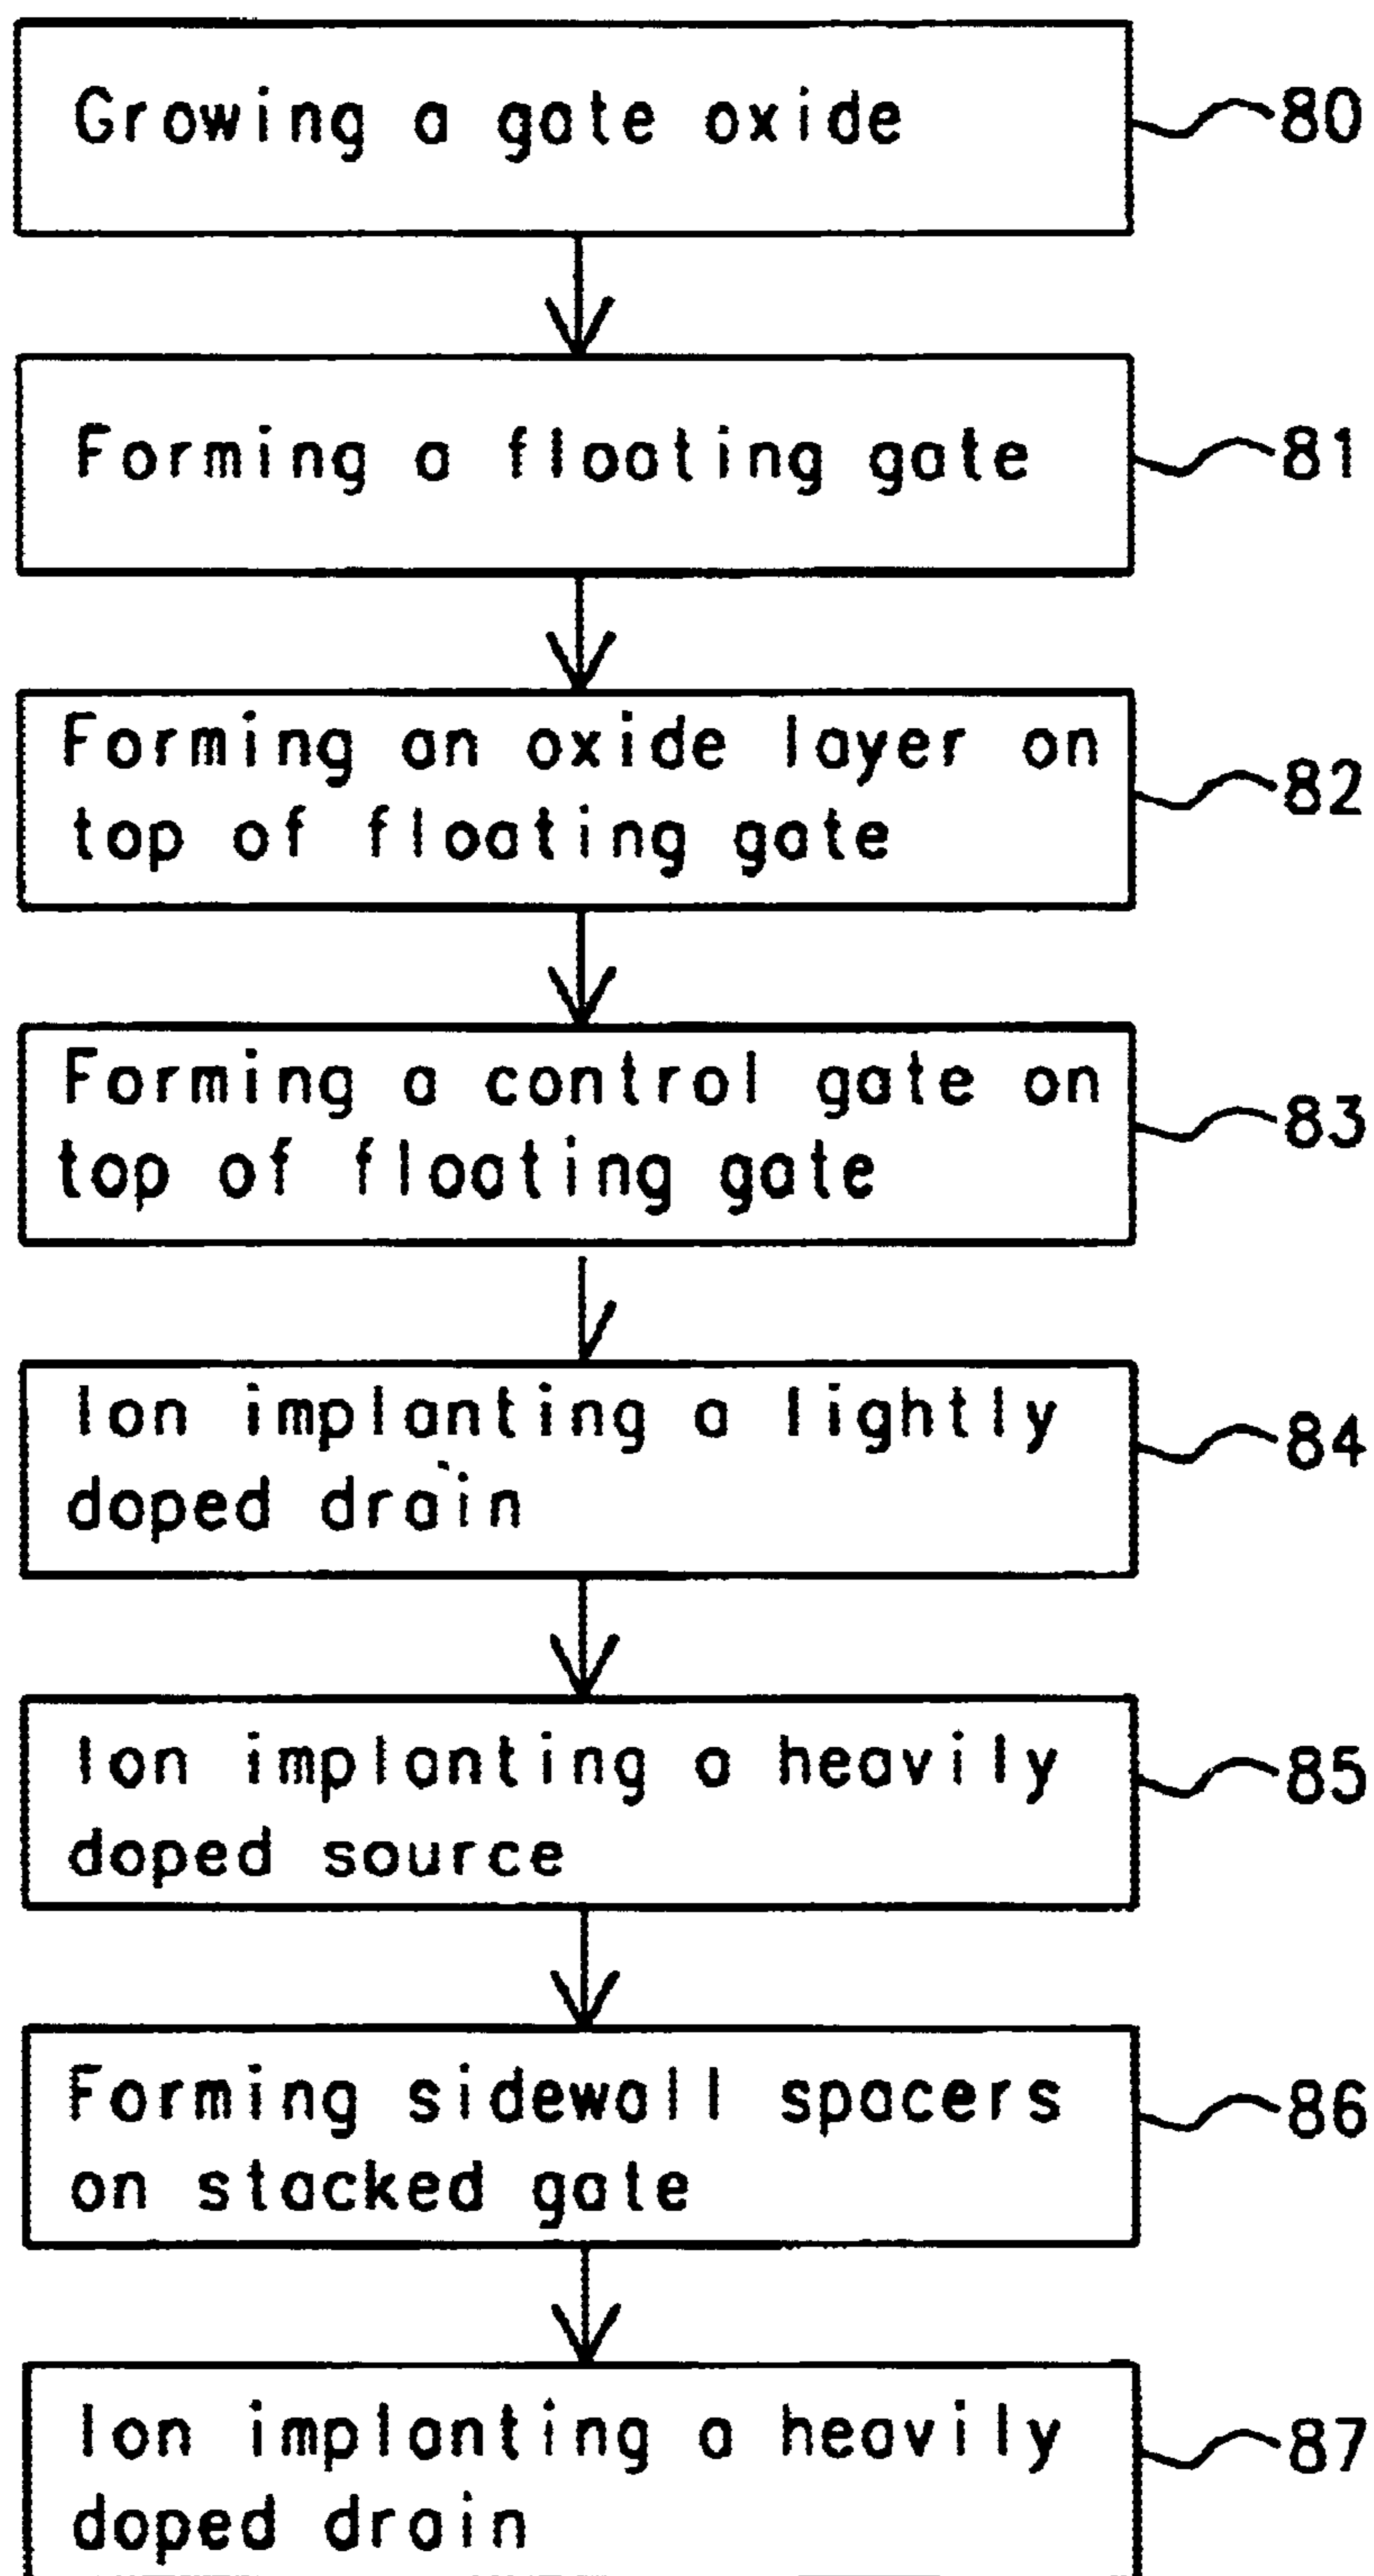 Growing a gate oxide
80
Forming a floating gate
81
Forming an oxide layer on
top of floating gate
82
Forming a control gate on
top of floating gate
83
Ion implanting a lightly
doped drain
84
Ion implanting a heavily
doped source
85
Forming sidewall spacers
on stacked gate
86
Ion implanting a heavily
doped drain
87